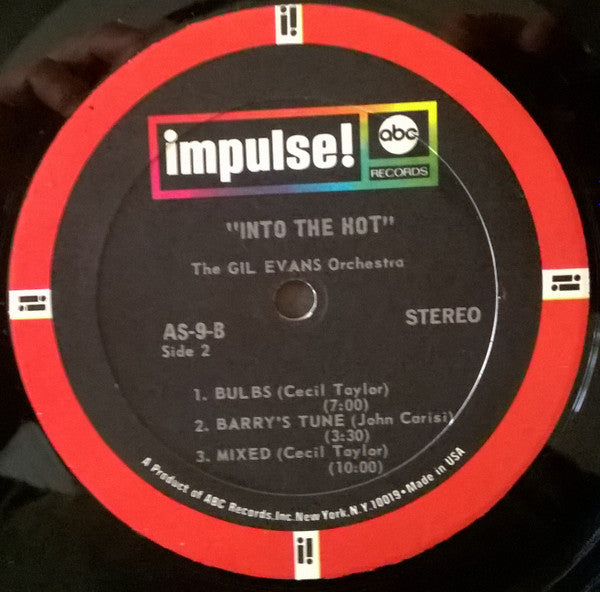 i!
impulse!
abc
RECORDS
"INTO THE HOT"
The GIL EVANS Orchestra
i!
i!
AS-9-B
STEREO
Side 2
1. BULBS (Cecil Taylor)
(7:00)
2. BARRY'S TUNE (John Carisi)
(3:30)
3. MIXED (Cecil Taylor)
(10:00)
A Product of ABC Records, Inc. New York, N.Y. 10019 • Made in USA
i!